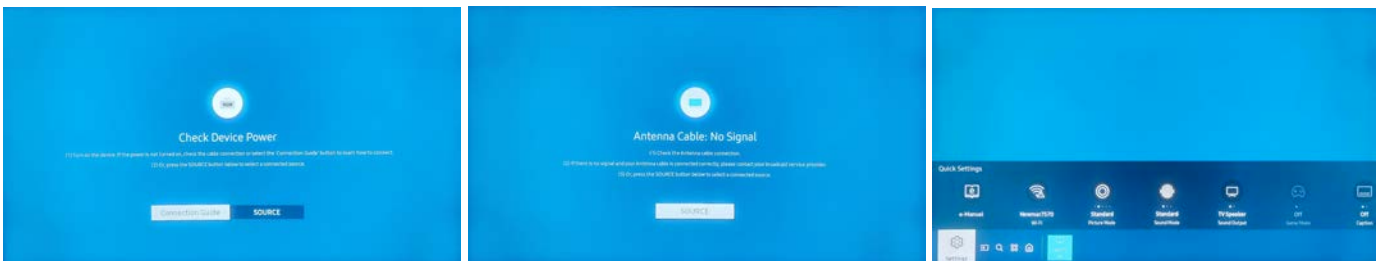 Check Device Power
(1) Turn on the device. If the power is not turned on, check the cable connection or select the 'Connection Guide' button to learn how to connect.
(2) Or, press the SOURCE button below to select a connected source.
Connection Guide
SOURCE
Antenna Cable: No Signal
(1) Check the Antenna cable connection.
(2) If there is no signal and your Antenna cable is connected correctly, please contact your broadcast service provider.
(3) Or, press the SOURCE button below to select a connected source.
SOURCE
Quick Settings
e-Manual
Newmax7570
Wi-Fi
Standard
Picture Mode
Standard
Sound Mode
TV Speaker
Sound Output
Off
Game Mode
Off
Caption
Settings